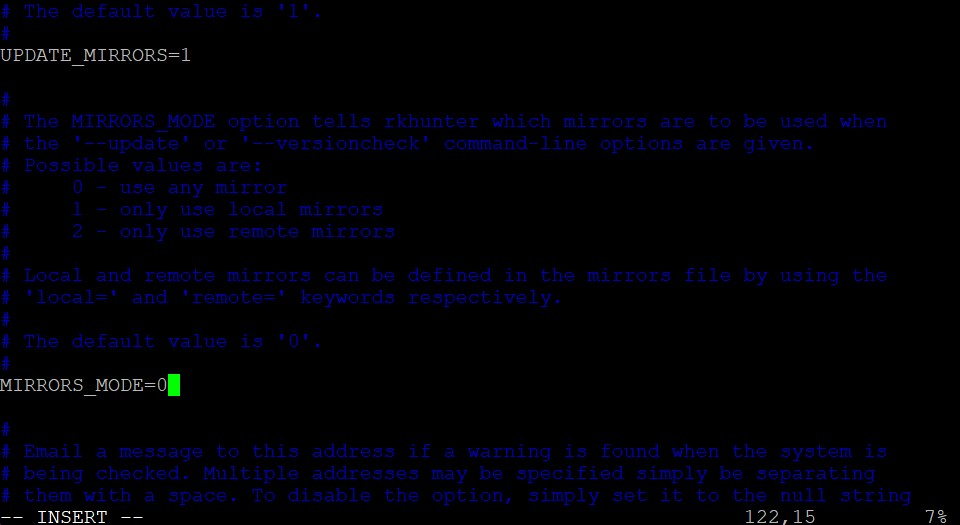 # The default value is '1'.
#
UPDATE_MIRRORS=1
#
# The MIRRORS_MODE option tells rkhunter which mirrors are to be used when
# the '--update' or '--versioncheck' command-line options are given.
# Possible values are:
#     0 - use any mirror
#     1 - only use local mirrors
#     2 - only use remote mirrors
#
# Local and remote mirrors can be defined in the mirrors file by using the
# 'local=' and 'remote=' keywords respectively.
#
# The default value is '0'.
#
MIRRORS_MODE=0
#
# Email a message to this address if a warning is found when the system is
# being checked. Multiple addresses may be specified simply be separating
# them with a space. To disable the option, simply set it to the null string
-- INSERT -- 122,15 7%